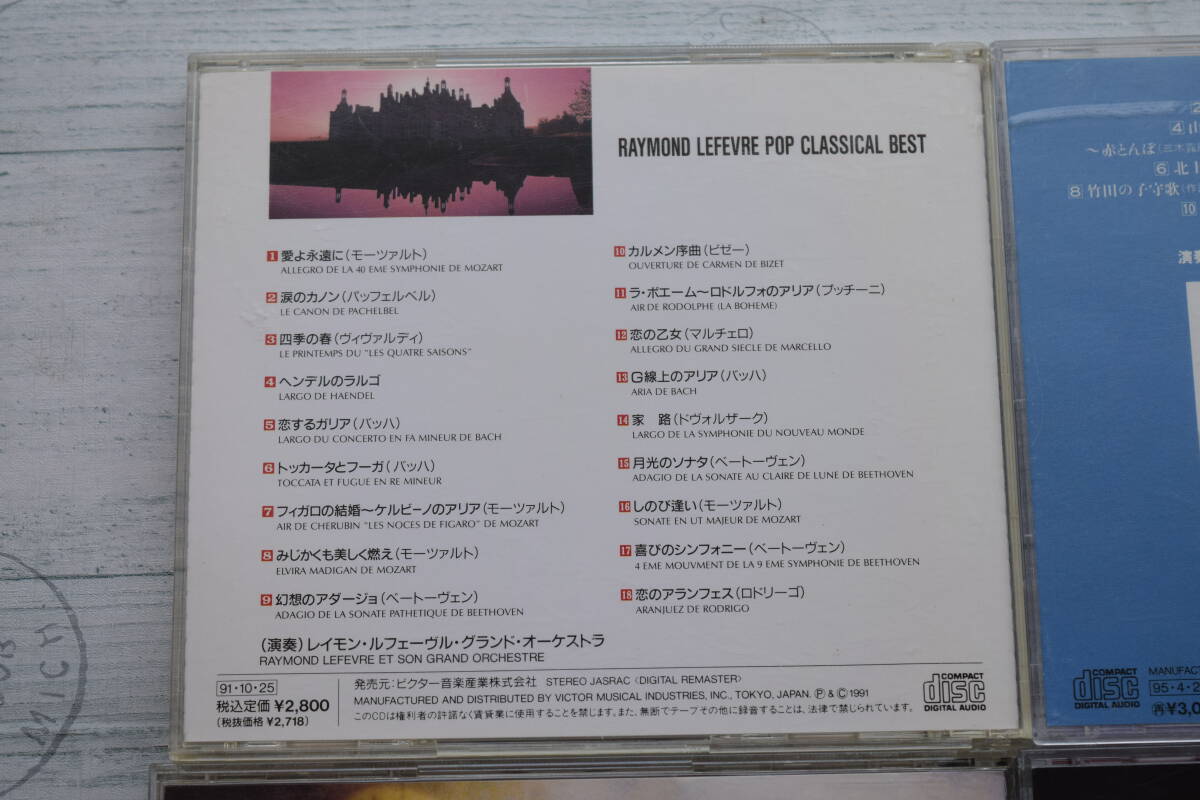 RAYMOND LEFEVRE POP CLASSICAL BEST
1 愛よ永遠に(モーツァルト)
ALLEGRO DE LA 40 EME SYMPHONIE DE MOZART
2 涙のカノン(パッフェルベル)
LE CANON DE PACHELBEL
3 四季の春(ヴィヴァルディ)
LE PRINTEMPS DU "LES QUATRE SAISONS"
4 ヘンデルのラルゴ
LARGO DE HAENDEL
5 恋するガリア(バッハ)
LARGO DU CONCERTO EN FA MINEUR DE BACH
6 トッカータとフーガ(バッハ)
TOCCATA ET FUGUE EN RE MINEUR
7 フィガロの結婚〜ケルビーノのアリア(モーツァルト)
AIR DE CHERUBIN "LES NOCES DE FIGARO" DE MOZART
8 みじかくも美しく燃え(モーツァルト)
ELVIRA MADIGAN DE MOZART
9 幻想のアダージョ(ベートーヴェン)
ADAGIO DE LA SONATE PATHETIQUE DE BEETHOVEN
10 カルメン序曲(ビゼー)
OUVERTURE DE CARMEN DE BIZET
11 ラ・ボエーム〜ロドルフォのアリア(プッチーニ)
AIR DE RODOLPHE (LA BOHEME)
12 恋の乙女(マルチェロ)
ALLEGRO DU GRAND SIECLE DE MARCELLO
13 G線上のアリア(バッハ)
ARIA DE BACH
14 家 路(ドヴォルザーク)
LARGO DE LA SYMPHONIE DU NOUVEAU MONDE
15 月光のソナタ(ベートーヴェン)
ADAGIO DE LA SONATE AU CLAIRE DE LUNE DE BEETHOVEN
16 しのび逢い(モーツァルト)
SONATE EN UT MAJEUR DE MOZART
17 喜びのシンフォニー(ベートーヴェン)
4 EME MOUVMENT DE LA 9 EME SYMPHONIE DE BEETHOVEN
18 恋のアランフェス(ロドリーゴ)
ARANJUEZ DE RODRIGO
(演奏)レイモン・ルフェーヴル・グランド・オーケストラ
RAYMOND LEFEVRE ET SON GRAND ORCHESTRE
91・10・25
税込定価 ¥2,800
(税抜価格 ¥2,718)
発売元:ビクター音楽産業株式会社 STEREO JASRAC 〈DIGITAL REMASTER〉
MANUFACTURED AND DISTRIBUTED BY VICTOR MUSICAL INDUSTRIES, INC., TOKYO, JAPAN. Ⓟ & Ⓒ 1991
このCDは権利者の許諾なく賃貸業に使用することを禁じます。また、無断でテープその他に録音することは、法律で禁じられています。
COMPACT
disc
DIGITAL AUDIO
4
〜赤とんぼ
6 北
8 竹田の子守歌
10
演奏
COMPACT
disc
DIGITAL AUDIO
MANUFACT
95・4・2
¥3,0
MICH.